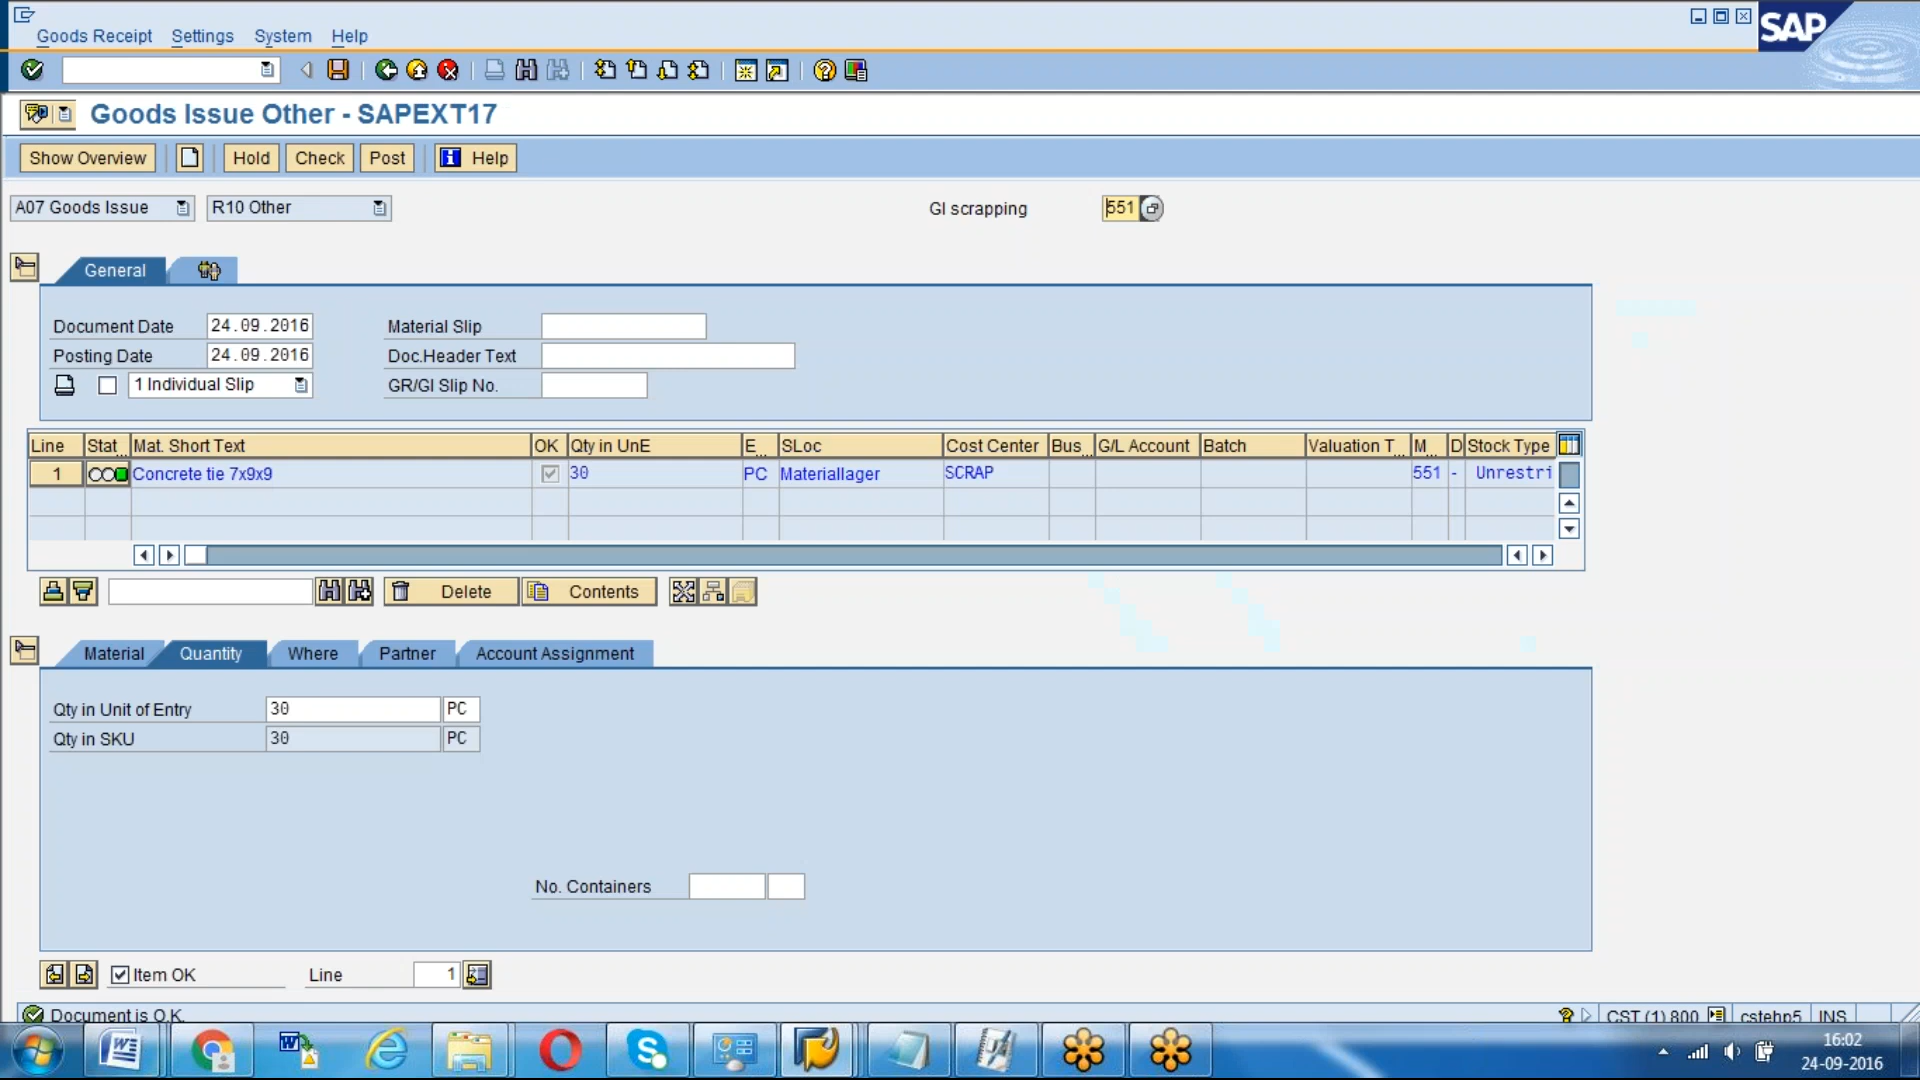 Goods Receipt Settings System Help
SAP
Goods Issue Other - SAPEXT17
Show Overview Hold Check Post Help
A07 Goods Issue R10 Other GI scrapping 551
General
Document Date 24.09.2016 Material Slip
Posting Date 24.09.2016 Doc.Header Text
1 Individual Slip GR/GI Slip No.
Line Stat... Mat. Short Text OK Qty in UnE E... SLoc Cost Center Bus... G/L Account Batch Valuation T... M... D Stock Type
1 Concrete tie 7x9x9 30 PC Materiallager SCRAP 551 - Unrestri
Delete Contents
Material Quantity Where Partner Account Assignment
Qty in Unit of Entry 30 PC
Qty in SKU 30 PC
No. Containers
Item OK Line 1
Document is O.K. CST (1) 800 cstehp5 INS
16:02
24-09-2016